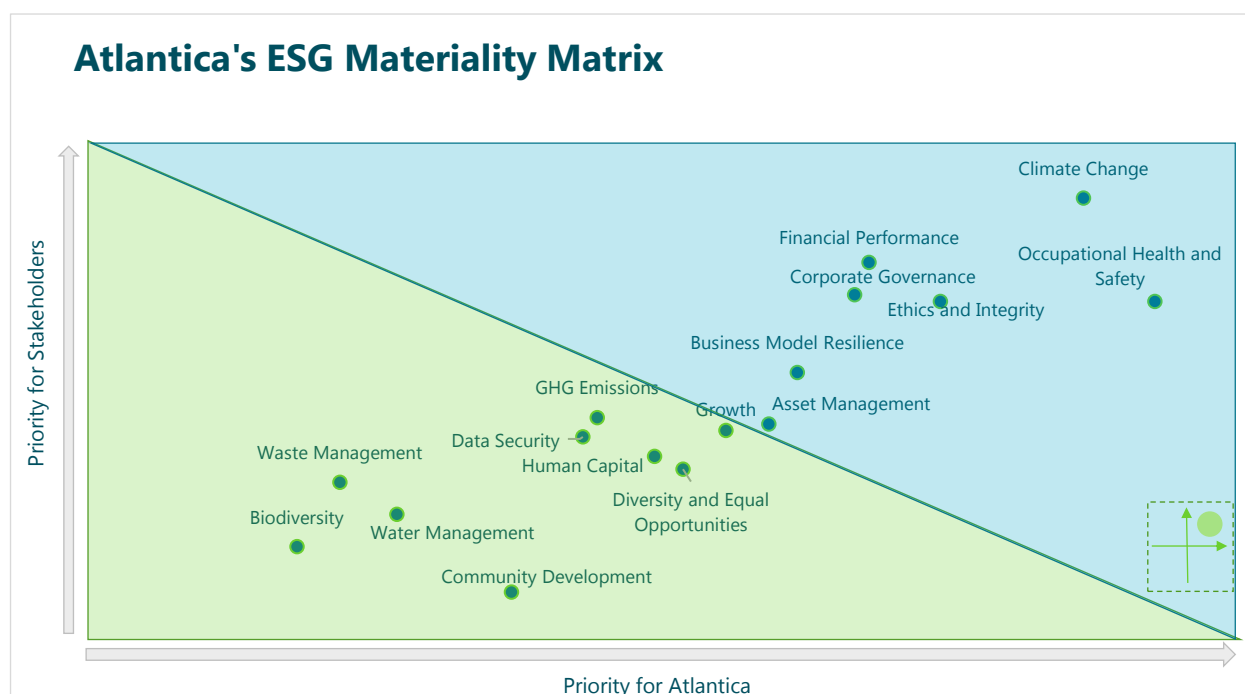 Atlantica's ESG Materiality Matrix
Priority for Stakeholders
Climate Change
Financial Performance
Occupational Health and
Safety
Corporate Governance
Ethics and Integrity
Business Model Resilience
GHG Emissions
Growth
Asset Management
Data Security
Waste Management
Human Capital
Diversity and Equal
Opportunities
Biodiversity
Water Management
Community Development
Priority for Atlantica